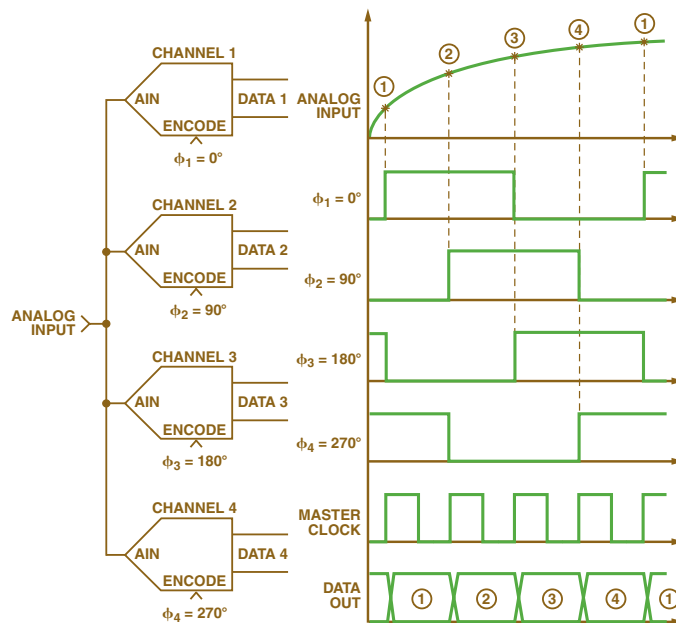 CHANNEL 1
AIN
DATA 1
ENCODE
ϕ1 = 0°
CHANNEL 2
AIN
DATA 2
ENCODE
ϕ2 = 90°
ANALOG
INPUT
CHANNEL 3
AIN
DATA 3
ENCODE
ϕ3 = 180°
CHANNEL 4
AIN
DATA 4
ENCODE
ϕ4 = 270°
ANALOG
INPUT
1
2
3
4
1
ϕ1 = 0°
ϕ2 = 90°
ϕ3 = 180°
ϕ4 = 270°
MASTER
CLOCK
DATA
OUT
1
2
3
4
1